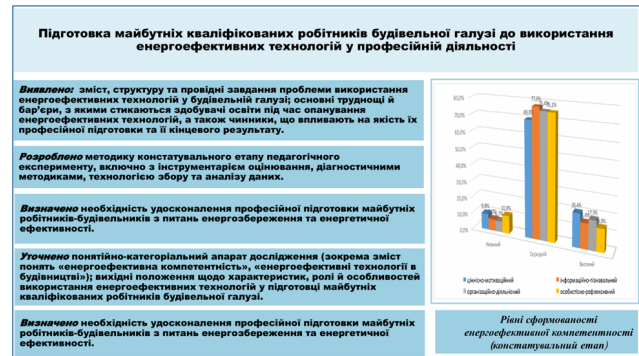 Підготовка майбутніх кваліфікованих робітників будівельної галузі до використання
енергоефективних технологій у професійній діяльності
Виявлено: зміст, структуру та провідні завдання проблеми використання
енергоефективних технологій у будівельній галузі; основні труднощі й
бар’єри, з якими стикаються здобувачі освіти під час опанування
енергоефективних технологій, а також чинники, що впливають на якість їх
професійної підготовки та її кінцевого результату.
Розроблено методику констатувального етапу педагогічного
експерименту, включно з інструментарієм оцінювання, діагностичними
методиками, технологією збору та аналізу даних.
Визначено необхідність удосконалення професійної підготовки майбутніх
робітників-будівельників з питань енергозбереження та енергетичної
ефективності.
Уточнено понятійно-категоріальний апарат дослідження (зокрема зміст
понять «енергоефективна компетентність», «енергоефективні технології в
будівництві»); вихідні положення щодо характеристик, ролі й особливостей
використання енергоефективних технологій у підготовці майбутніх
кваліфікованих робітників будівельної галузі.
Визначено необхідність удосконалення професійної підготовки майбутніх
робітників-будівельників з питань енергозбереження та енергетичної
ефективності.
80,0%
70,0%
60,0%
50,0%
40,0%
30,0%
20,0%
10,0%
0,0%
Низький
Середній
Високий
ціннісно-мотиваційний
інформаційно-пізнавальний
організаційно-діяльнісний
особистісно-рефлексивний
Рівні сформованості
енергоефективної компетентності
(констатувальний етап)